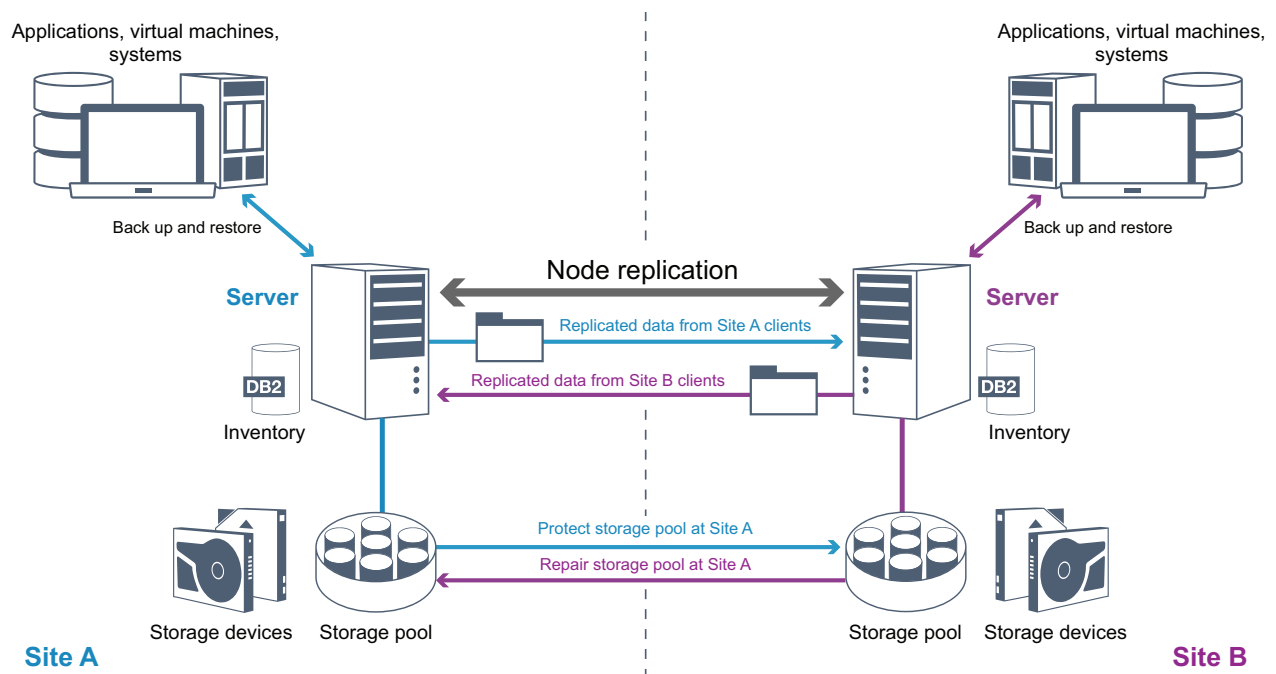 Applications, virtual machines,
systems
Applications, virtual machines,
systems
Back up and restore
Back up and restore
Node replication
Server
Server
Replicated data from Site A clients
Replicated data from Site B clients
DB2
DB2
Inventory
Inventory
Protect storage pool at Site A
Repair storage pool at Site A
Storage devices
Storage pool
Storage pool
Storage devices
Site A
Site B